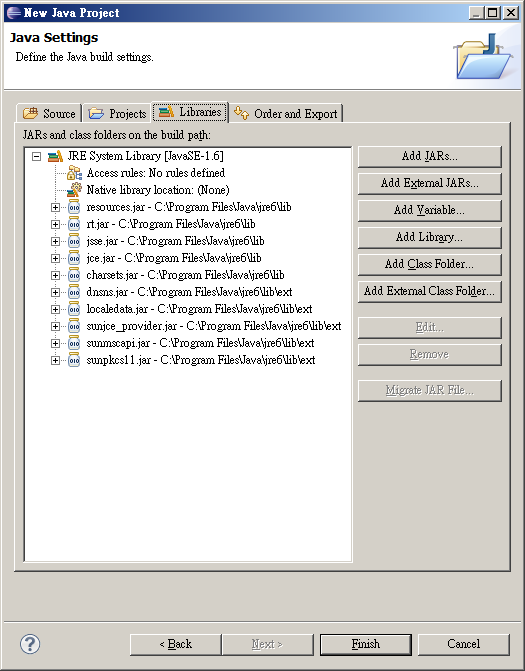 New Java Project
Java Settings
Define the Java build settings.
Source
Projects
Libraries
Order and Export
JARs and class folders on the build path:
JRE System Library [JavaSE-1.6]
Access rules: No rules defined
Native library location: (None)
resources.jar - C:\Program Files\Java\jre6\lib
rt.jar - C:\Program Files\Java\jre6\lib
jsse.jar - C:\Program Files\Java\jre6\lib
jce.jar - C:\Program Files\Java\jre6\lib
charsets.jar - C:\Program Files\Java\jre6\lib
dnsns.jar - C:\Program Files\Java\jre6\lib\ext
localedata.jar - C:\Program Files\Java\jre6\lib\ext
sunjce_provider.jar - C:\Program Files\Java\jre6\lib\ext
sunmscapi.jar - C:\Program Files\Java\jre6\lib\ext
sunpkcs11.jar - C:\Program Files\Java\jre6\lib\ext
Add JARs...
Add External JARs...
Add Variable...
Add Library...
Add Class Folder...
Add External Class Folder...
Edit...
Remove
Migrate JAR File...
?
< Back
Next >
Finish
Cancel